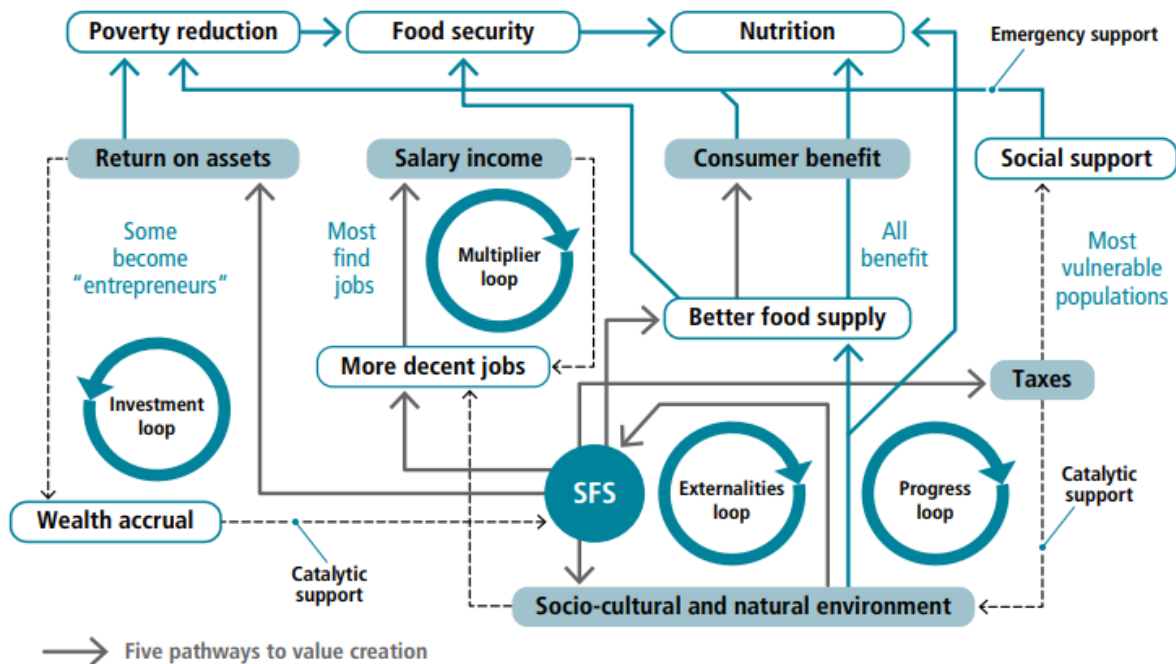 Poverty reduction
Food security
Nutrition
Emergency support
Return on assets
Salary income
Consumer benefit
Social support
Some
become
“entrepreneurs”
Most
find
jobs
Multiplier
loop
All
benefit
Most
vulnerable
populations
Better food supply
More decent jobs
Taxes
Investment
loop
SFS
Externalities
loop
Progress
loop
Catalytic
support
Wealth accrual
Catalytic
support
Socio-cultural and natural environment
Five pathways to value creation